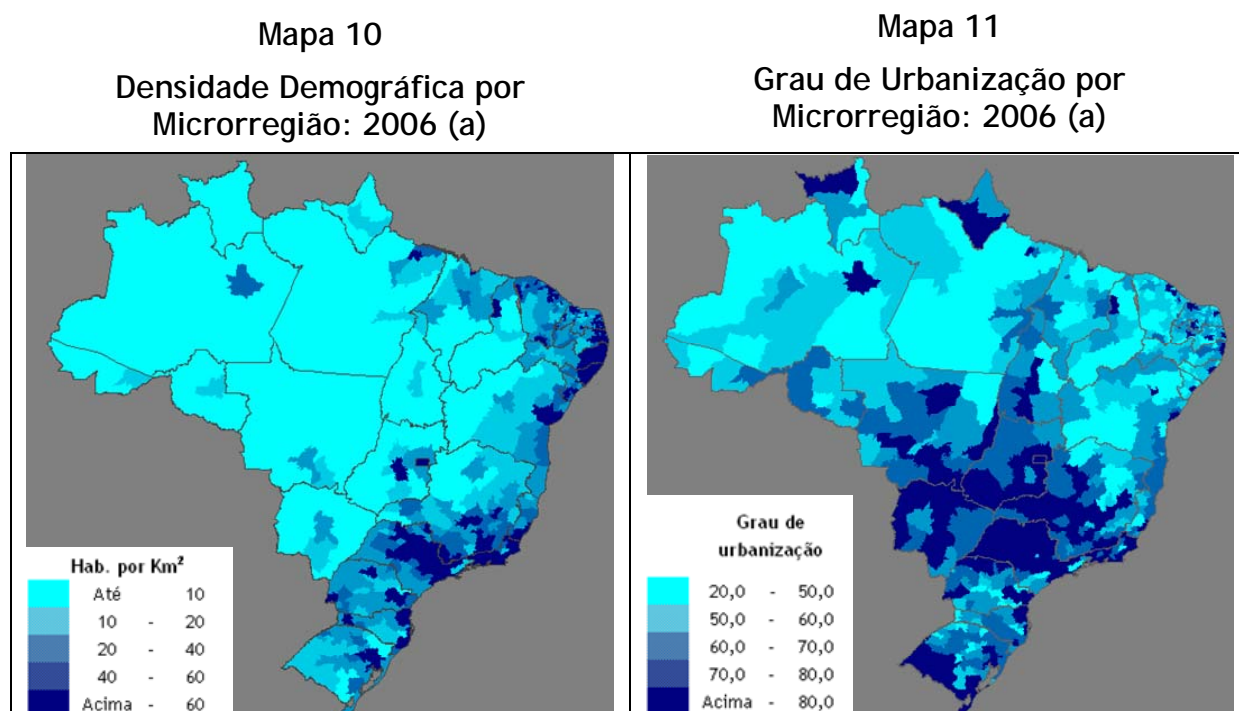 Mapa 10
Densidade Demográfica por
Microrregião: 2006 (a)
Hab. por Km²
Até 10
10 - 20
20 - 40
40 - 60
Acima - 60
Mapa 11
Grau de Urbanização por
Microrregião: 2006 (a)
Grau de
urbanização
20,0 - 50,0
50,0 - 60,0
60,0 - 70,0
70,0 - 80,0
Acima - 80,0